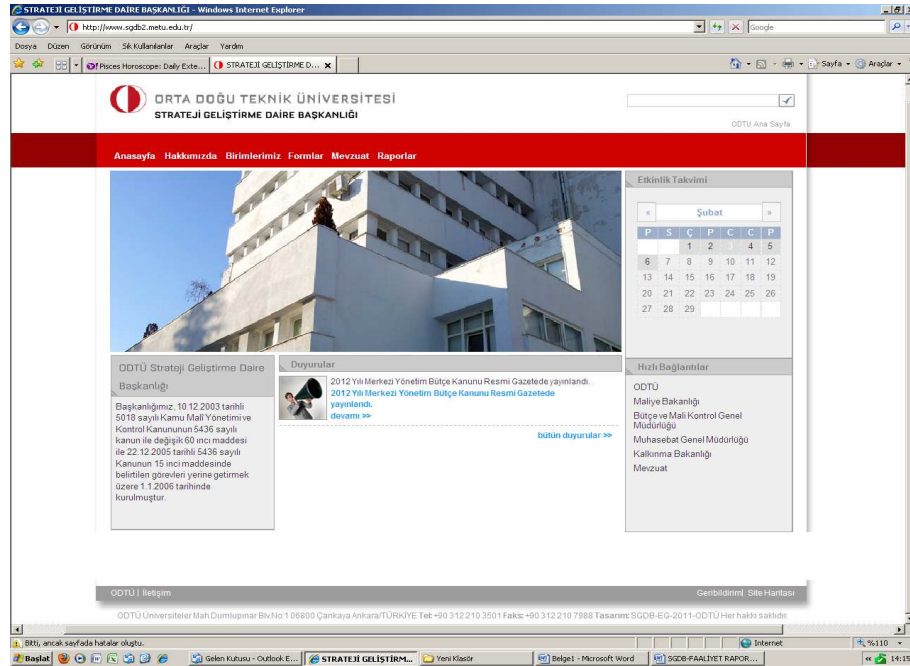 STRATEJİ GELİŞTİRME DAİRE BAŞKANLIĞI - Windows Internet Explorer
http://www.sgdb2.metu.edu.tr/
Google
Dosya Düzen Görünüm Sık Kullanılanlar Araçlar Yardım
Pisces Horoscope: Daily Exte...
STRATEJİ GELİŞTİRME D...
Sayfa
Araçlar
ORTA DOĞU TEKNİK ÜNİVERSİTESİ
STRATEJİ GELİŞTİRME DAİRE BAŞKANLIĞI
ODTÜ Ana Sayfa
Anasayfa Hakkımızda Birimlerimiz Formlar Mevzuat Raporlar
Etkinlik Takvimi
« Şubat »
P S Ç P C C P
1 2 3 4 5
6 7 8 9 10 11 12
13 14 15 16 17 18 19
20 21 22 23 24 25 26
27 28 29
ODTÜ Strateji Geliştirme Daire
Başkanlığı
Başkanlığımız, 10.12.2003 tarihli
5018 sayılı Kamu Malî Yönetimi ve
Kontrol Kanununun 5436 sayılı
kanun ile değişik 60 ıncı maddesi
ile 22.12.2005 tarihli 5436 sayılı
Kanunun 15 inci maddesinde
belirtilen görevleri yerine getirmek
üzere 1.1.2006 tarihinde
kurulmuştur.
Duyurular
2012 Yılı Merkezi Yönetim Bütçe Kanunu Resmi Gazetede yayınlandı.
2012 Yılı Merkezi Yönetim Bütçe Kanunu Resmi Gazetede
yayınlandı.
devamı >>
bütün duyurular >>
Hızlı Bağlantılar
ODTÜ
Maliye Bakanlığı
Bütçe ve Mali Kontrol Genel
Müdürlüğü
Muhasebat Genel Müdürlüğü
Kalkınma Bakanlığı
Mevzuat
ODTÜ | İletişim
Geribildirim| Site Haritası
ODTÜ Üniversiteler Mah.Dumlupınar Blv.No:1 06800 Çankaya Ankara/TÜRKİYE Tel: +90 312 210 3501 Faks: +90 312 210 7988 Tasarım: SGDB-EG-2011-ODTÜ Her hakkı saklıdır.
Bitti, ancak sayfada hatalar oluştu.
Internet
%110
Başlat
Gelen Kutusu - Outlook E...
STRATEJİ GELİŞTİRM...
Yeni Klasör
Belge1 - Microsoft Word
SGDB-FAALİYET RAPOR...
14:15